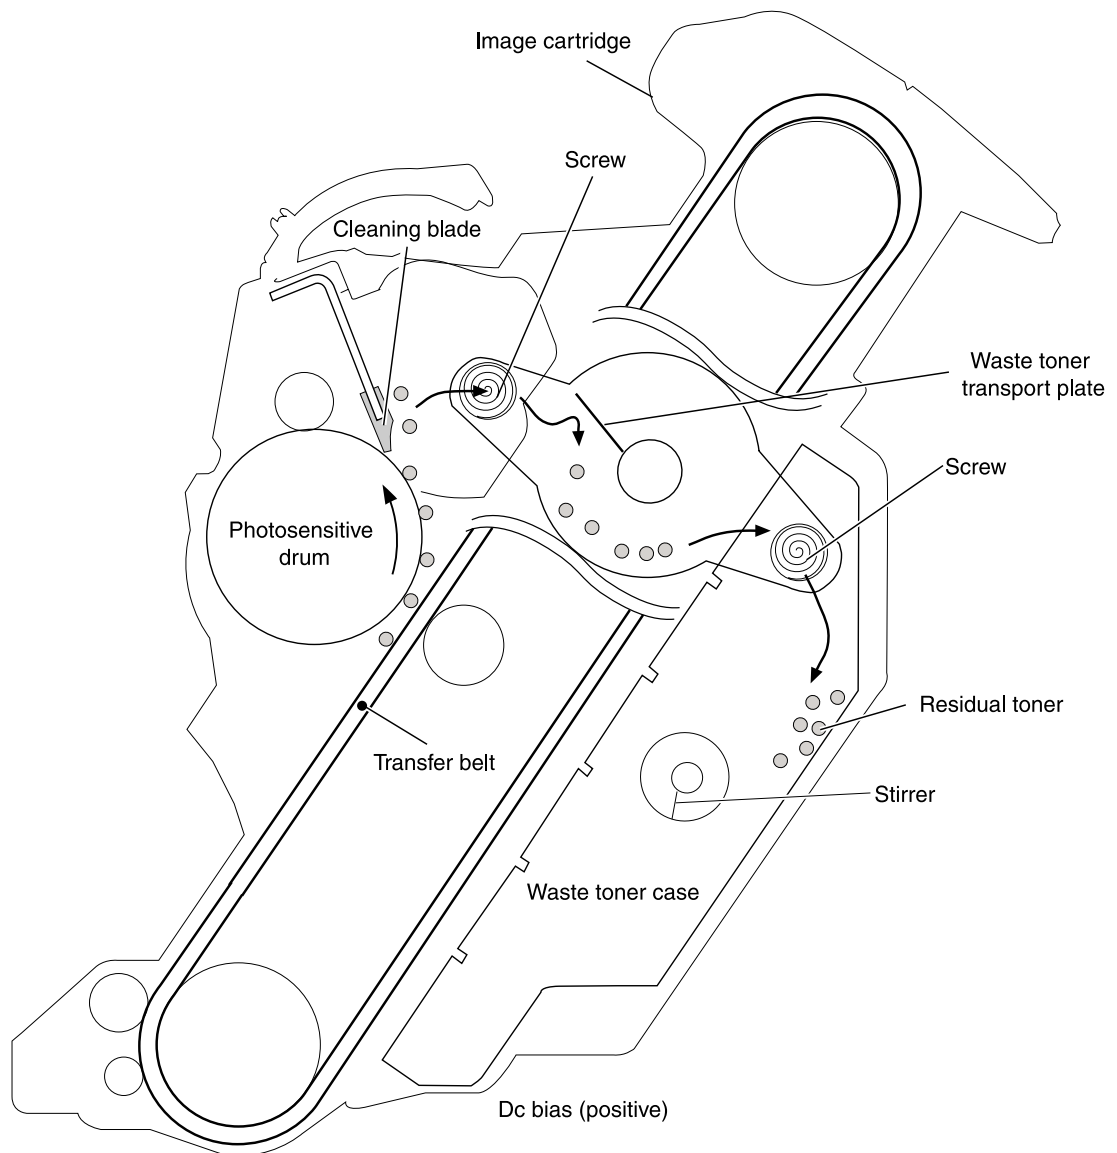 Image cartridge
Screw
Cleaning blade
Waste toner
transport plate
Screw
Photosensitive
drum
Residual toner
Transfer belt
Stirrer
Waste toner case
Dc bias (positive)